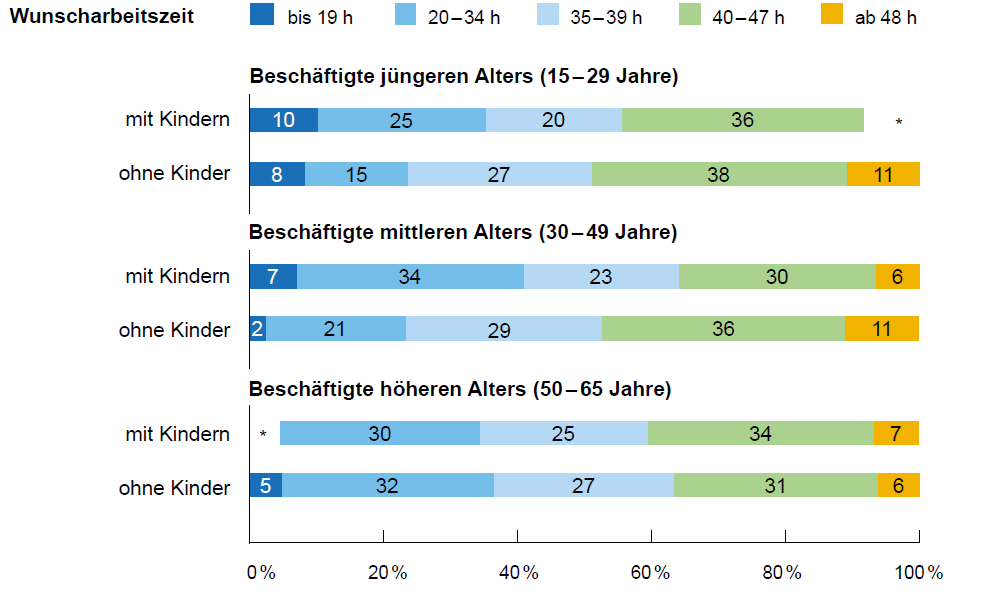 Wunscharbeitszeit bis 19 h 20–34 h 35–39 h 40–47 h ab 48 h
Beschäftigte jüngeren Alters (15–29 Jahre)
mit Kindern 10 25 20 36 *
ohne Kinder 8 15 27 38 11
Beschäftigte mittleren Alters (30–49 Jahre)
mit Kindern 7 34 23 30 6
ohne Kinder 2 21 29 36 11
Beschäftigte höheren Alters (50–65 Jahre)
mit Kindern * 30 25 34 7
ohne Kinder 5 32 27 31 6
0 % 20 % 40 % 60 % 80 % 100 %